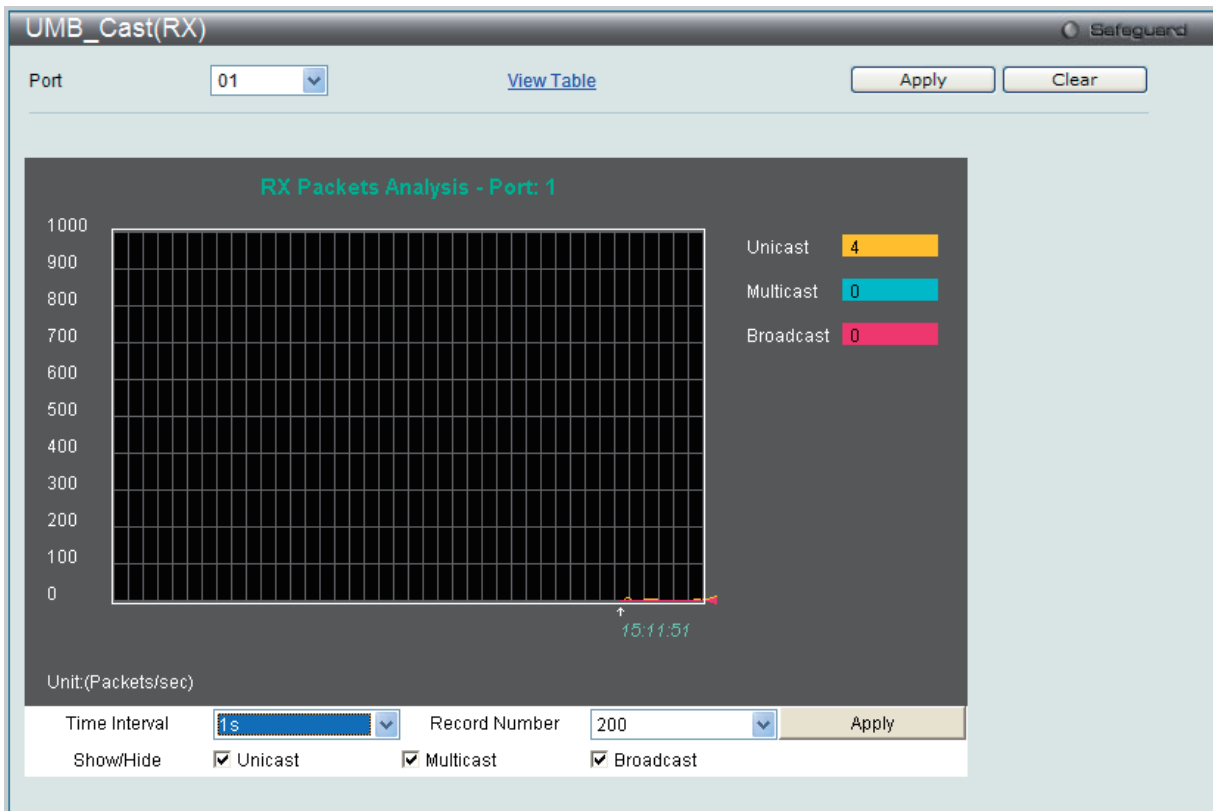 UMB_Cast(RX)
Safeguard
Port 01 View Table Apply Clear
RX Packets Analysis - Port: 1
1000
900
800
700
600
500
400
300
200
100
0
Unicast 4
Multicast 0
Broadcast 0
15:11:51
Unit:(Packets/sec)
Time Interval 1s Record Number 200 Apply
Show/Hide Unicast Multicast Broadcast